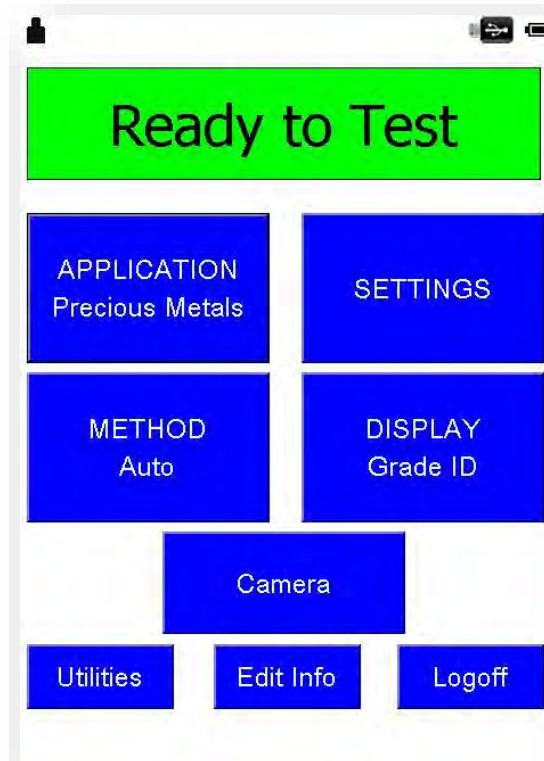 Ready to Test
APPLICATION
Precious Metals
SETTINGS
METHOD
Auto
DISPLAY
Grade ID
Camera
Utilities
Edit Info
Logoff